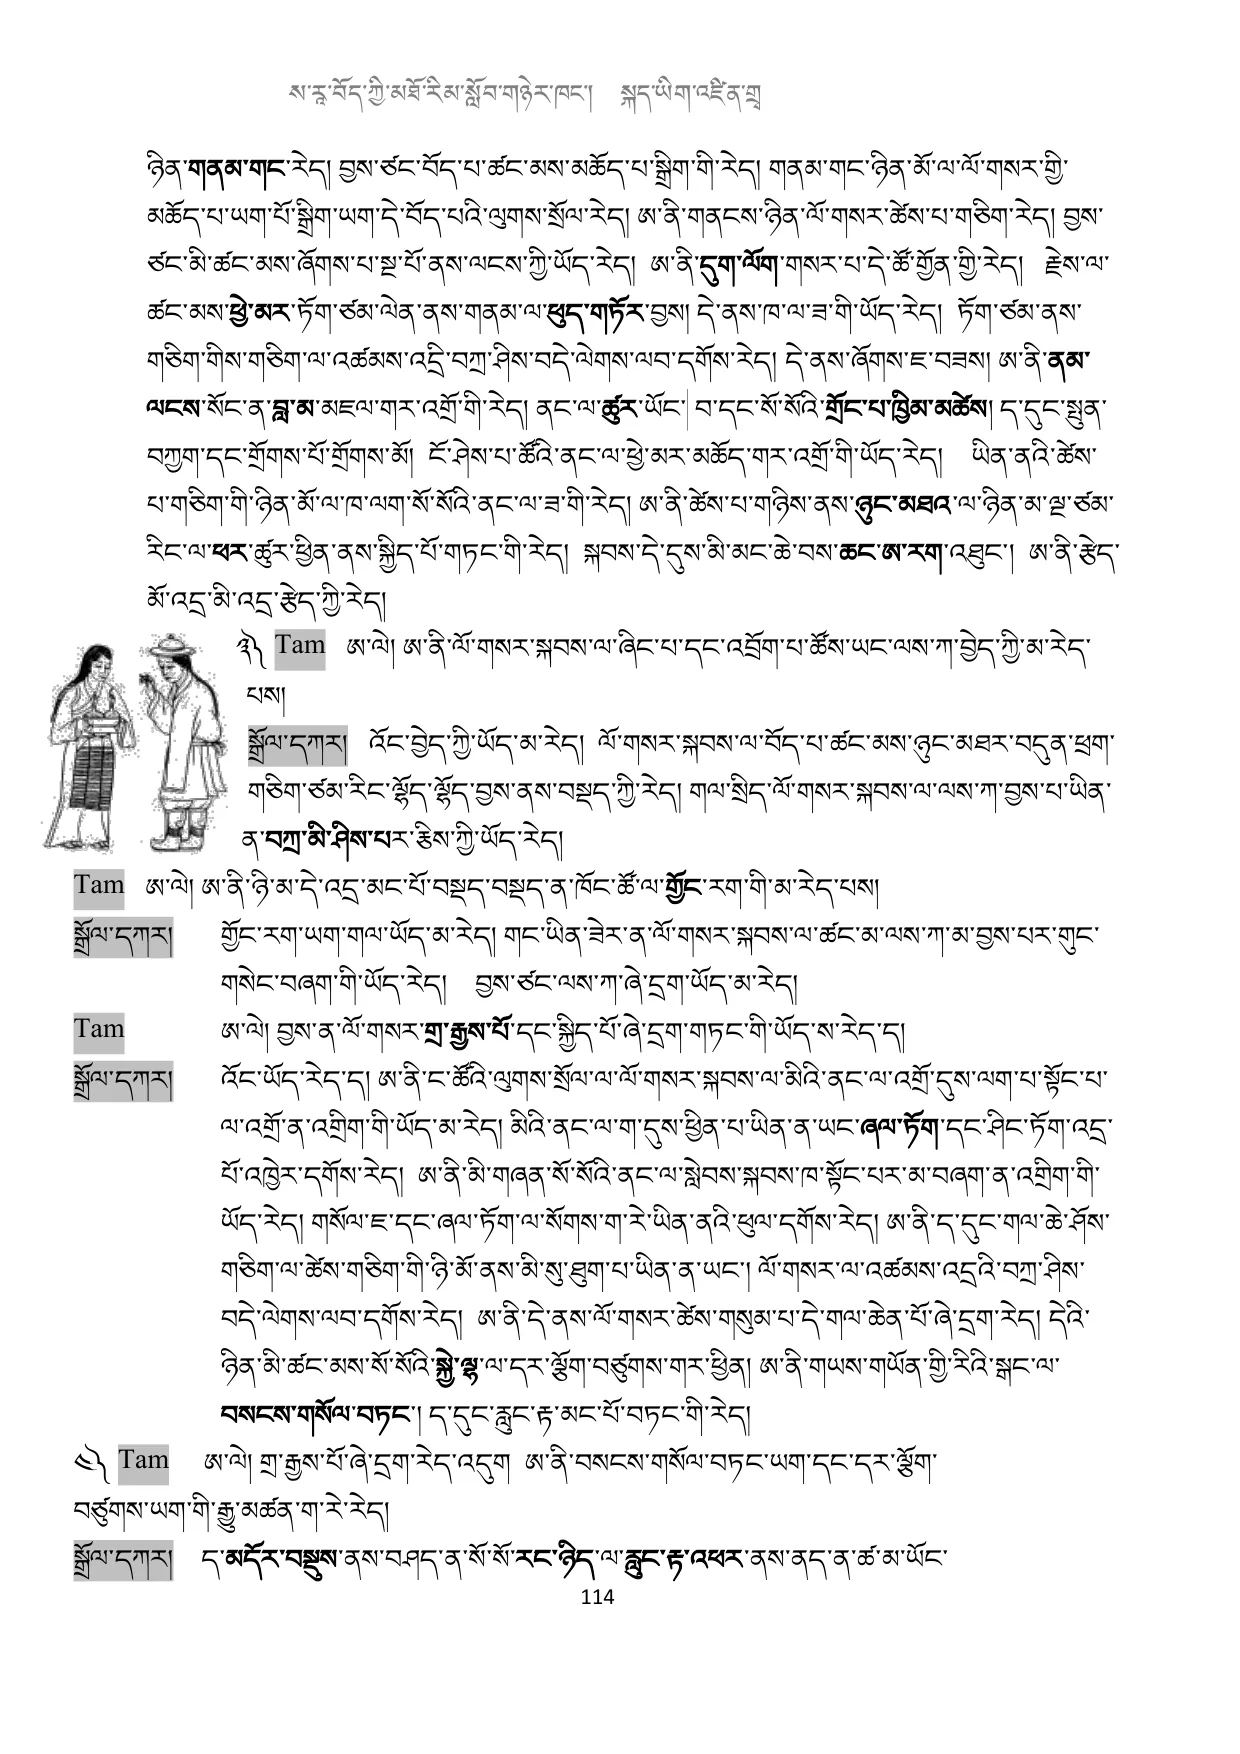 ས་རཱ་བོད་ཀྱི་མཐོ་རིམ་སློབ་གཉེར་ཁང་། སྐད་ཡིག་འཛིན་གྲྭ
ཉིན་གནམ་གང་རེད། བྱས་ཙང་བོད་པ་ཚང་མས་མཆོད་པ་སྒྲིག་གི་རེད། གནམ་གང་ཉིན་མོ་ལ་ལོ་གསར་གྱི་
མཆོད་པ་ཡག་པོ་སྒྲིག་ཡག་དེ་བོད་པའི་ལུགས་སྲོལ་རེད། ཨ་ནི་གནངས་ཉིན་ལོ་གསར་ཚེས་པ་གཅིག་རེད། བྱས་
ཙང་མི་ཚང་མས་ཞོགས་པ་སྔ་པོ་ནས་ལངས་ཀྱི་ཡོད་རེད། ཨ་ནི་དུག་ལོག་གསར་པ་དེ་ཚོ་གྱོན་གྱི་རེད། རྗེས་ལ་
ཚང་མས་ཕྱེ་མར་ཏོག་ཙམ་ལེན་ནས་གནམ་ལ་ཕུད་གཏོར་བྱས། དེ་ནས་ཁ་ལ་ཟ་གི་ཡོད་རེད། ཏོག་ཙམ་ནས་
གཅིག་གིས་གཅིག་ལ་འཚམས་འདྲི་བཀྲ་ཤིས་བདེ་ལེགས་ལབ་དགོས་རེད། དེ་ནས་ཞོགས་ཇ་བཟས། ཨ་ནི་ནམ་
ལངས་སོང་ན་བླ་མ་མཇལ་གར་འགྲོ་གི་རེད། ནང་ལ་ཚུར་ཡོང་། བ་དང་སོ་སོའི་གྲོང་པ་ཁྱིམ་མཚེས། ད་དུང་སྤུན་
བཀྱག་དང་གྲོགས་པོ་གྲོགས་མོ། ངོ་ཤེས་པ་ཚོའི་ནང་ལ་ཕྱེ་མར་མཆོད་གར་འགྲོ་གི་ཡོད་རེད། ཡིན་ནའི་ཚེས་
པ་གཅིག་གི་ཉིན་མོ་ལ་ཁ་ལག་སོ་སོའི་ནང་ལ་ཟ་གི་རེད། ཨ་ནི་ཚེས་པ་གཉིས་ནས་ཉུང་མཐའ་ལ་ཉིན་མ་ལྔ་ཙམ་
རིང་ལ་ཕར་ཚུར་ཕྱིན་ནས་སྐྱིད་པོ་གཏང་གི་རེད། སྐབས་དེ་དུས་མི་མང་ཆེ་བས་ཆང་ཨ་རག་འཐུང་། ཨ་ནི་རྩེད་
མོ་འདྲ་མི་འདྲ་རྩེད་ཀྱི་རེད།
༣༽ Tam ཨ་ལེ། ཨ་ནི་ལོ་གསར་སྐབས་ལ་ཞིང་པ་དང་འབྲོག་པ་ཚོས་ཡང་ལས་ཀ་བྱེད་ཀྱི་མ་རེད་
པས།
སྒྲོལ་དཀར། འོང་བྱེད་ཀྱི་ཡོད་མ་རེད། ལོ་གསར་སྐབས་ལ་བོད་པ་ཚང་མས་ཉུང་མཐར་བདུན་ཕྲག་
གཅིག་ཙམ་རིང་ལྷོད་ལྷོད་བྱས་ནས་བསྡད་ཀྱི་རེད། གལ་སྲིད་ལོ་གསར་སྐབས་ལ་ལས་ཀ་བྱས་པ་ཡིན་
ན་བཀྲ་མི་ཤིས་པར་རྩིས་ཀྱི་ཡོད་རེད།
Tam ཨ་ལེ། ཨ་ནི་ཉི་མ་དེ་འདྲ་མང་པོ་བསྡད་བསྡད་ན་ཁོང་ཚོ་ལ་གྱོང་རག་གི་མ་རེད་པས།
སྒྲོལ་དཀར། གྱོང་རག་ཡག་གལ་ཡོད་མ་རེད། གང་ཡིན་ཟེར་ན་ལོ་གསར་སྐབས་ལ་ཚང་མ་ལས་ཀ་མ་བྱས་པར་གུང་
གསེང་བཞག་གི་ཡོད་རེད། བྱས་ཙང་ལས་ཀ་ཞེ་དྲག་ཡོད་མ་རེད།
Tam ཨ་ལེ། བྱས་ན་ལོ་གསར་གྲ་རྒྱས་པོ་དང་སྐྱིད་པོ་ཞེ་དྲག་གཏང་གི་ཡོད་ས་རེད་ད།
སྒྲོལ་དཀར། འོང་ཡོད་རེད་ད། ཨ་ནི་ང་ཚོའི་ལུགས་སྲོལ་ལ་ལོ་གསར་སྐབས་ལ་མིའི་ནང་ལ་འགྲོ་དུས་ལག་པ་སྟོང་པ་
ལ་འགྲོ་ན་འགྲིག་གི་ཡོད་མ་རེད། མིའི་ནང་ལ་ག་དུས་ཕྱིན་པ་ཡིན་ན་ཡང་ཞལ་ཏོག་དང་ཤིང་ཏོག་འདྲ་
པོ་འཁྱེར་དགོས་རེད། ཨ་ནི་མི་གཞན་སོ་སོའི་ནང་ལ་སླེབས་སྐབས་ཁ་སྟོང་པར་མ་བཞག་ན་འགྲིག་གི་
ཡོད་རེད། གསོལ་ཇ་དང་ཞལ་ཏོག་ལ་སོགས་ག་རེ་ཡིན་ནའི་ཕུལ་དགོས་རེད། ཨ་ནི་ད་དུང་གལ་ཆེ་ཤོས་
གཅིག་ལ་ཚེས་གཅིག་གི་ཉི་མོ་ནས་མི་སུ་ཐུག་པ་ཡིན་ན་ཡང་། ལོ་གསར་ལ་འཚམས་འདྲའི་བཀྲ་ཤིས་
བདེ་ལེགས་ལབ་དགོས་རེད། ཨ་ནི་དེ་ནས་ལོ་གསར་ཚེས་གསུམ་པ་དེ་གལ་ཆེན་པོ་ཞེ་དྲག་རེད། དེའི་
ཉིན་མི་ཚང་མས་སོ་སོའི་སྐྱེ་ལྷ་ལ་དར་ལྕོག་བཙུགས་གར་ཕྱིན། ཨ་ནི་གཡས་གཡོན་གྱི་རིའི་སྒང་ལ་
བསངས་གསོལ་བཏང་། ད་དུང་རླུང་རྟ་མང་པོ་བཏང་གི་རེད།
༤༽ Tam ཨ་ལེ། གྲ་རྒྱས་པོ་ཞེ་དྲག་རེད་འདུག ཨ་ནི་བསངས་གསོལ་བཏང་ཡག་དང་དར་ལྕོག་
བཙུགས་ཡག་གི་རྒྱུ་མཚན་ག་རེ་རེད།
སྒྲོལ་དཀར། ད་མདོར་བསྡུས་ནས་བཤད་ན་སོ་སོ་རང་ཉིད་ལ་རླུང་རྟ་འཕར་ནས་ནད་ན་ཚ་མ་ཡོང་
114